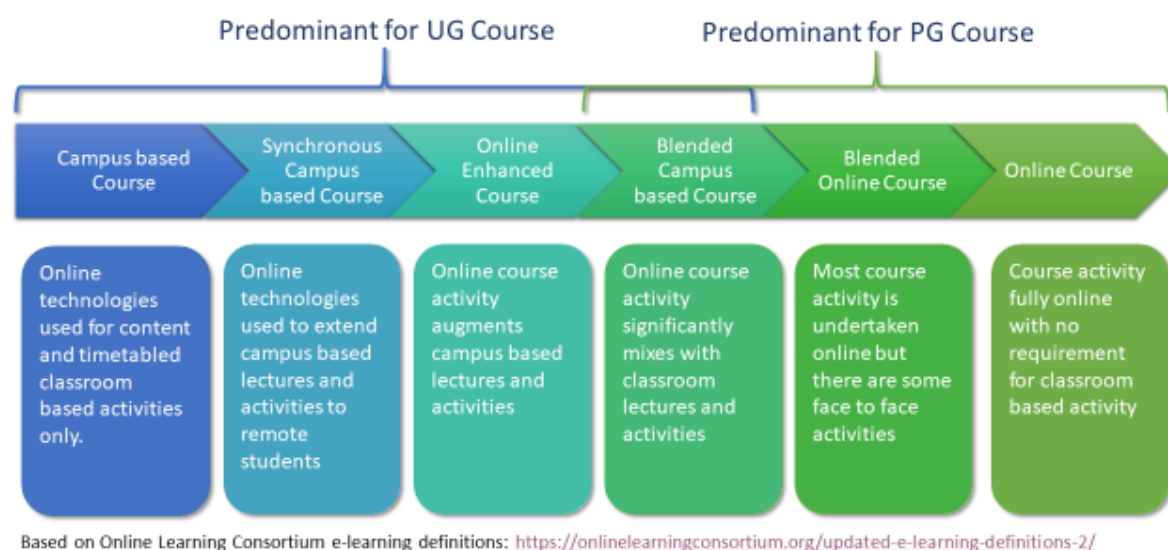 Predominant for UG Course
Predominant for PG Course
Campus based
Course
Synchronous
Campus
based Course
Online
Enhanced
Course
Blended
Campus
based Course
Blended
Online Course
Online Course
Online
technologies
used for content
and timetabled
classroom
based activities
only.
Online
technologies
used to extend
campus based
lectures and
activities to
remote
students
Online course
activity
augments
campus based
lectures and
activities
Online course
activity
significantly
mixes with
classroom
lectures and
activities
Most course
activity is
undertaken
online but
there are some
face to face
activities
Course activity
fully online
with no
requirement
for classroom
based activity
Based on Online Learning Consortium e-learning definitions: https://onlinelearningconsortium.org/updated-e-learning-definitions-2/